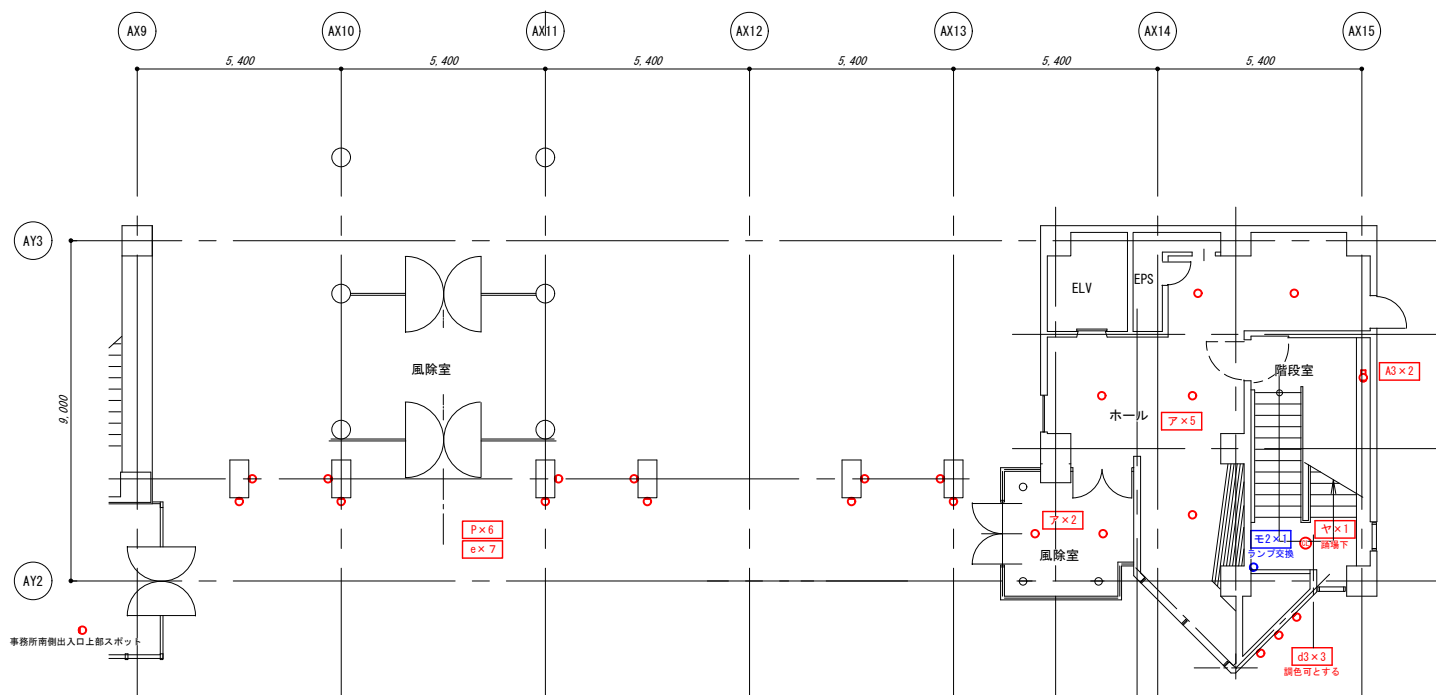 AX9 AX10 AX11 AX12 AX13 AX14 AX15
5,400 5,400 5,400 5,400 5,400 5,400
AY3
ELV
EPS
風除室
階段室
A3×2
9,000
ホール
ア×5
P×6
e×7
ア×2
風除室
モ2×1
ランプ交換
ヤ×1
踊場下
AY2
事務所南側出入口上部スポット
d3×3
調色可とする